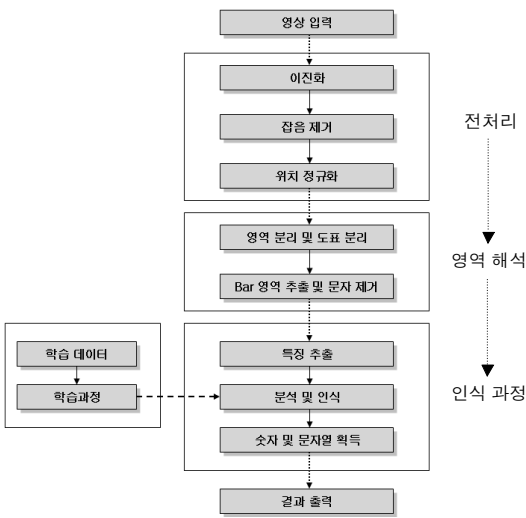 영상 입력
이진화
잡음 제거
위치 정규화
전처리
영역 분리 및 도표 분리
Bar 영역 추출 및 문자 제거
영역 해석
학습 데이터
학습과정
특징 추출
분석 및 인식
숫자 및 문자열 획득
인식 과정
결과 출력